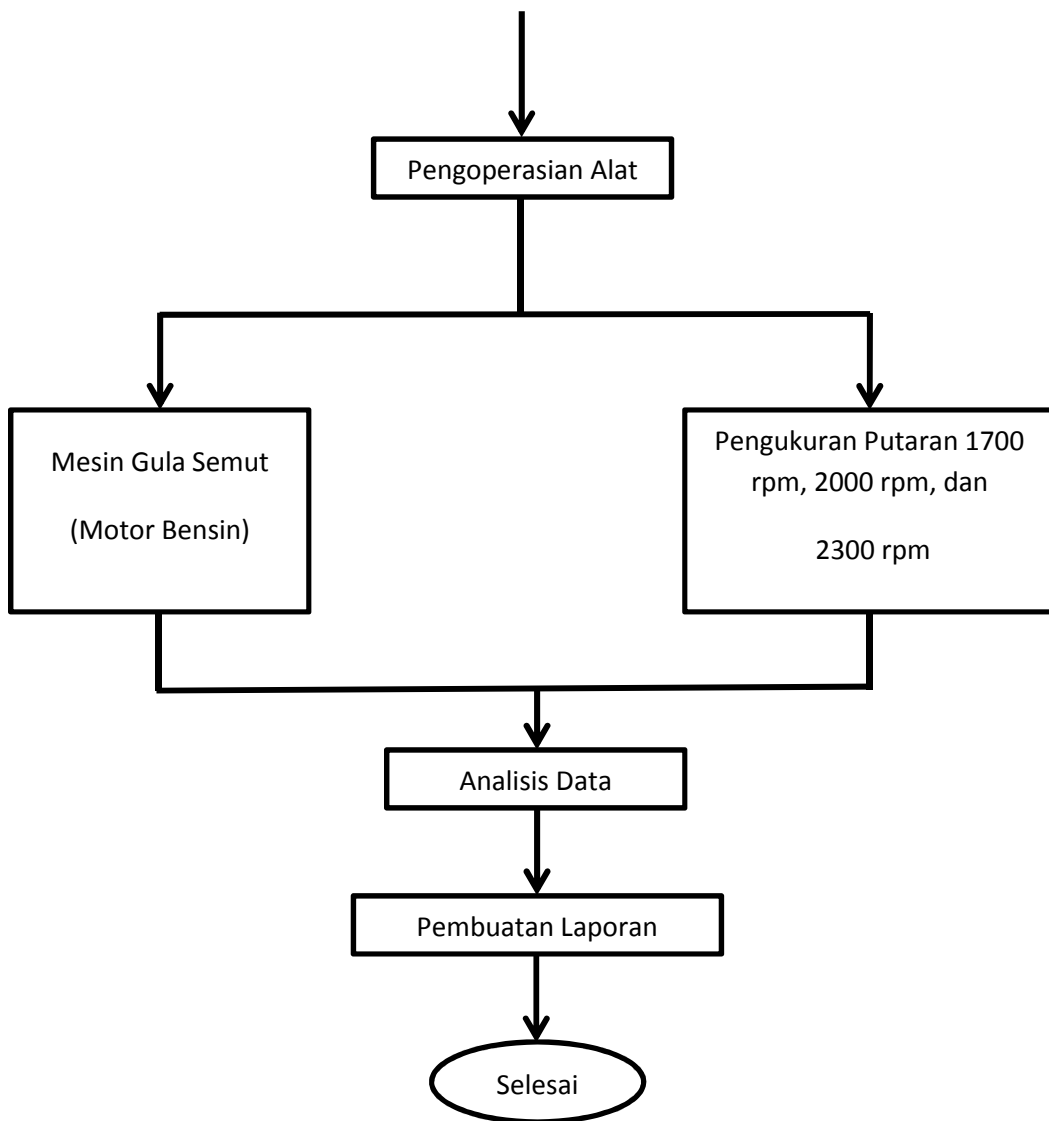 Pengoperasian Alat
Mesin Gula Semut
(Motor Bensin)
Pengukuran Putaran 1700
rpm, 2000 rpm, dan
2300 rpm
Analisis Data
Pembuatan Laporan
Selesai